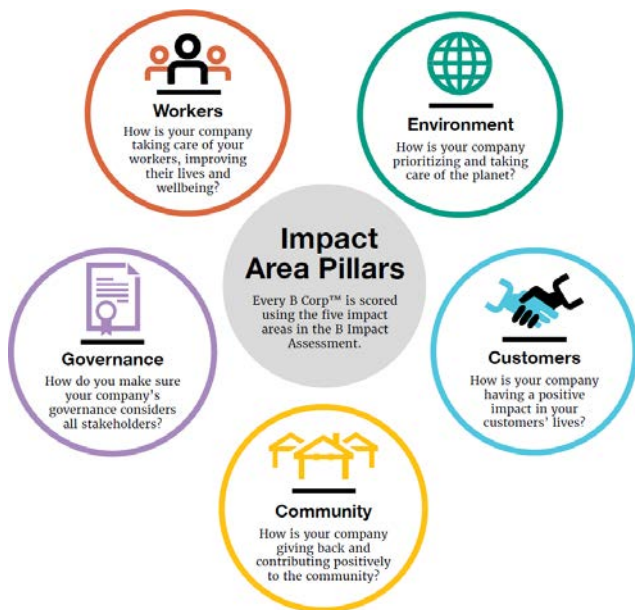 Workers
How is your company
taking care of your
workers, improving
their lives and
wellbeing?
Environment
How is your company
prioritizing and taking
care of the planet?
Impact
Area Pillars
Every B Corp™ is scored
using the five impact
areas in the B Impact
Assessment.
Governance
How do you make sure
your company's
governance considers
all stakeholders?
Customers
How is your company
having a positive
impact in your
customers' lives?
Community
How is your company
giving back and
contributing positively
to the community?